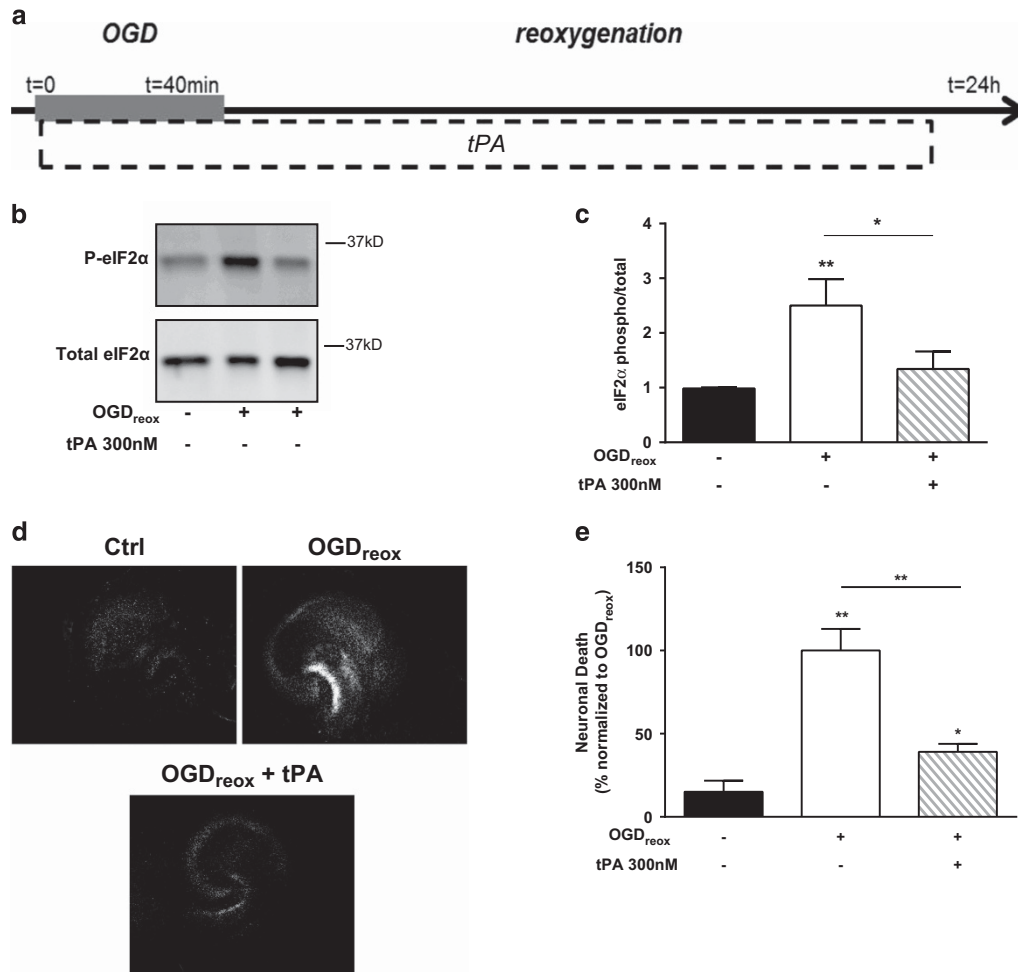 a
OGD reoxygenation
t=0 t=40min t=24h
tPA
b
P-eIF2α
37kD
Total eIF2α
37kD
OGDreox - + +
tPA 300nM - - -
c
eIF2α phospho/total
4
3
2
1
0
*
**
OGDreox - + +
tPA 300nM - - +
d
Ctrl OGDreox
OGDreox + tPA
e
Neuronal Death
(% normalized to OGDreox)
150
100
50
0
**
**
*
OGDreox - + +
tPA 300nM - - +